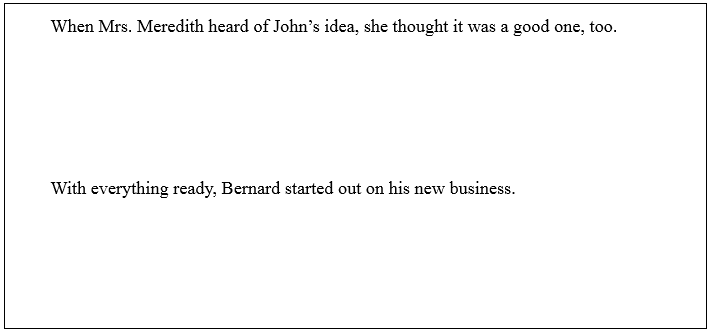 When Mrs. Meredith heard of John’s idea, she thought it was a good one, too.
With everything ready, Bernard started out on his new business.